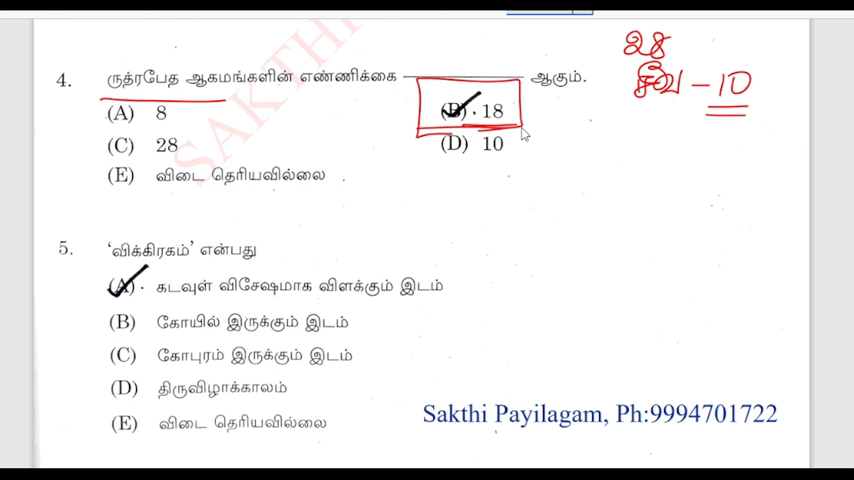 28
சிவ - 10
4. ருத்ரபேத ஆகமங்களின் எண்ணிக்கை ―――― ஆகும்.
(A) 8 (B) 18
(C) 28 (D) 10
(E) விடை தெரியவில்லை
5. 'விக்கிரகம்' என்பது
(A) கடவுள் விசேஷமாக விளக்கும் இடம்
(B) கோயில் இருக்கும் இடம்
(C) கோபுரம் இருக்கும் இடம்
(D) திருவிழாக்காலம்
(E) விடை தெரியவில்லை
Sakthi Payilagam, Ph:9994701722
SAKTHI